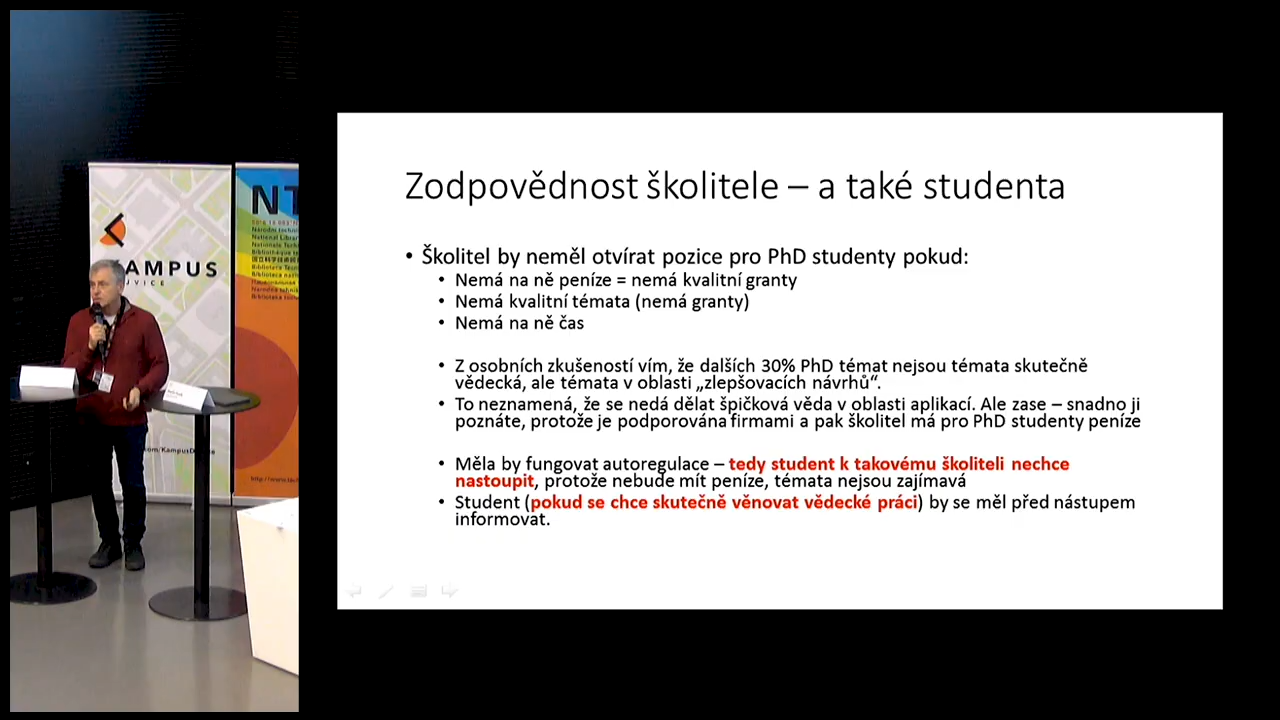 Zodpovědnost školitele – a také studenta
• Školitel by neměl otvírat pozice pro PhD studenty pokud:
• Nemá na ně peníze = nemá kvalitní granty
• Nemá kvalitní témata (nemá granty)
• Nemá na ně čas
• Z osobních zkušeností vím, že dalších 30% PhD témat nejsou témata skutečně
vědecká, ale témata v oblasti „zlepšovacích návrhů“.
• To neznamená, že se nedá dělat špičková věda v oblasti aplikací. Ale zase – snadno ji
poznáte, protože je podporována firmami a pak školitel má pro PhD studenty peníze
• Měla by fungovat autoregulace – tedy student k takovému školiteli nechce
nastoupit, protože nebude mít peníze, témata nejsou zajímavá
• Student (pokud se chce skutečně věnovat vědecké práci) by se měl před nástupem
informovat.
KAMPUS
NT